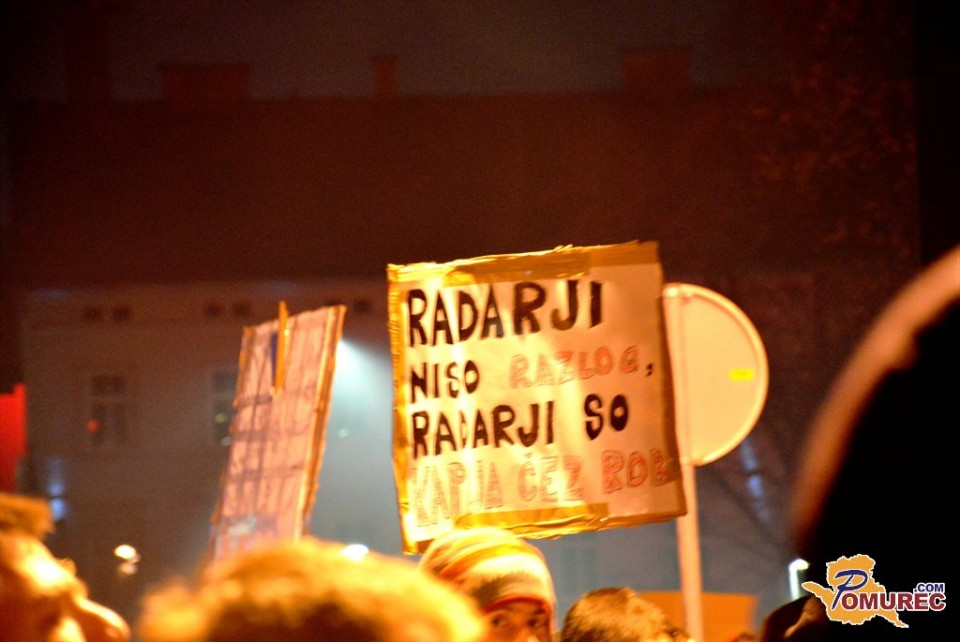 RADARJI
NISO RAZLOG,
RADARJI SO
KAPJA ČEZ ROB
POMUREC.COM